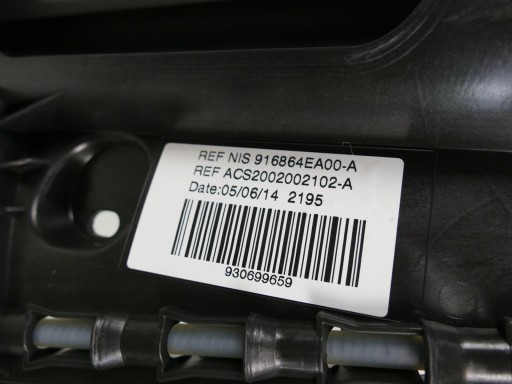 REF NIS 916864EA00-A
REF ACS2002002102-A
Date:05/06/14 2195
930699659